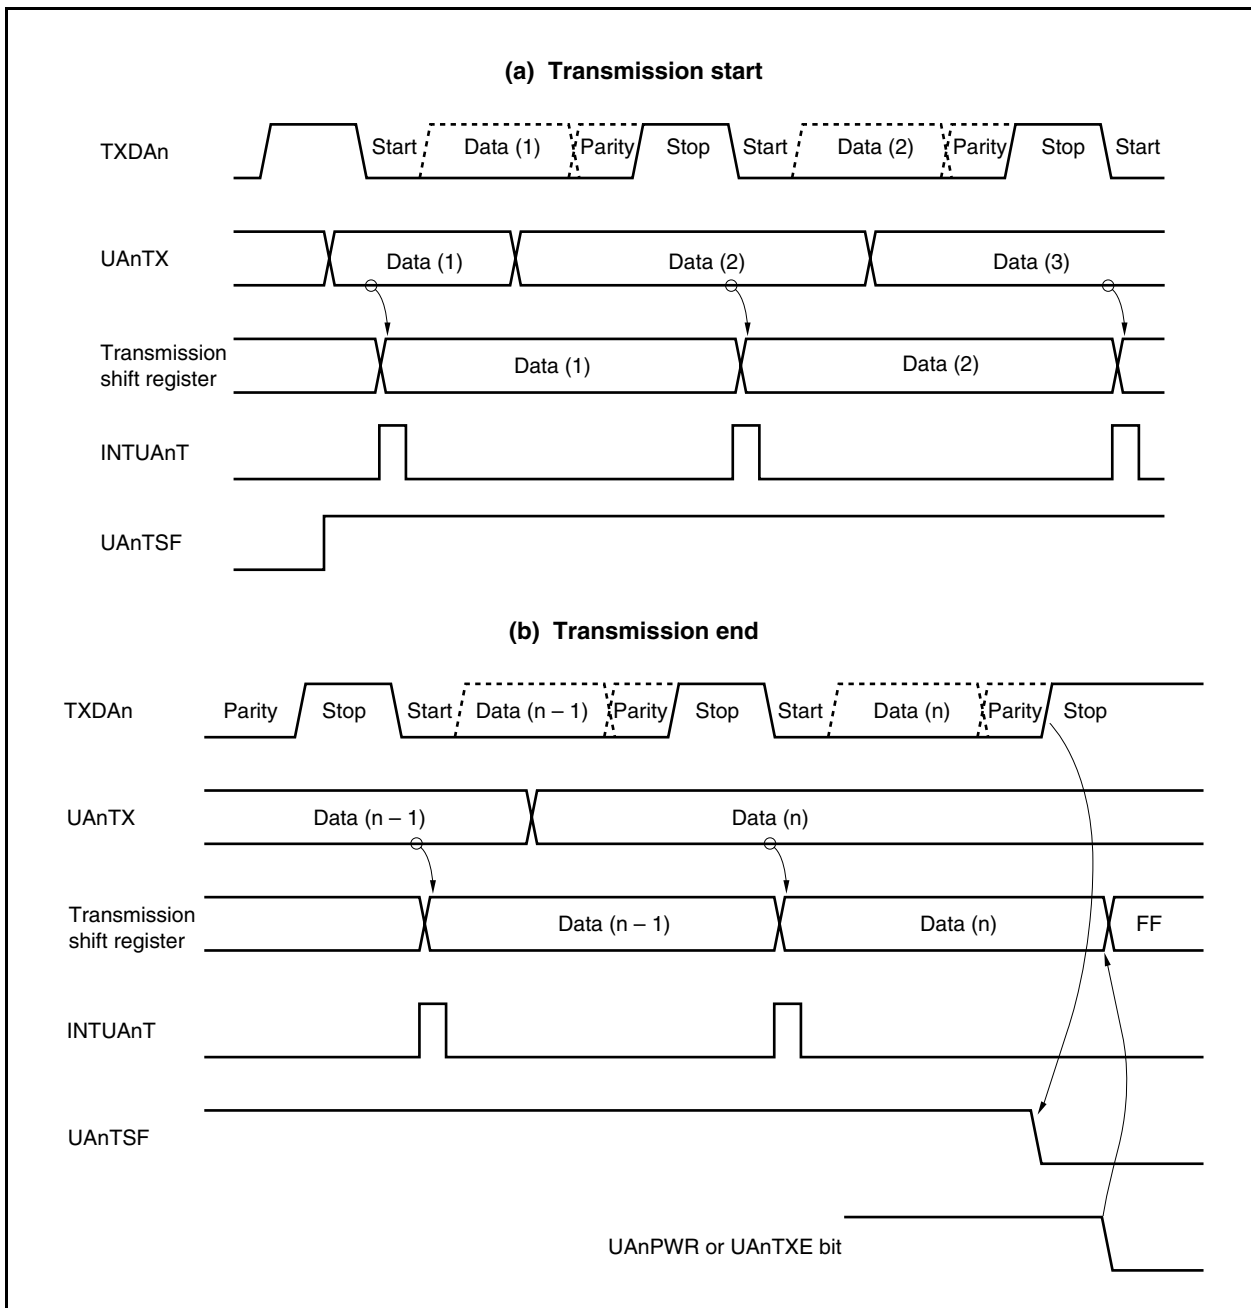 (a) Transmission start
TXDAn Start Data (1) Parity Stop Start Data (2) Parity Stop Start
UAnTX Data (1) Data (2) Data (3)
Transmission
shift register Data (1) Data (2)
INTUAnT
UAnTSF
(b) Transmission end
TXDAn Parity Stop Start Data (n – 1) Parity Stop Start Data (n) Parity Stop
UAnTX Data (n – 1) Data (n)
Transmission
shift register Data (n – 1) Data (n) FF
INTUAnT
UAnTSF
UAnPWR or UAnTXE bit